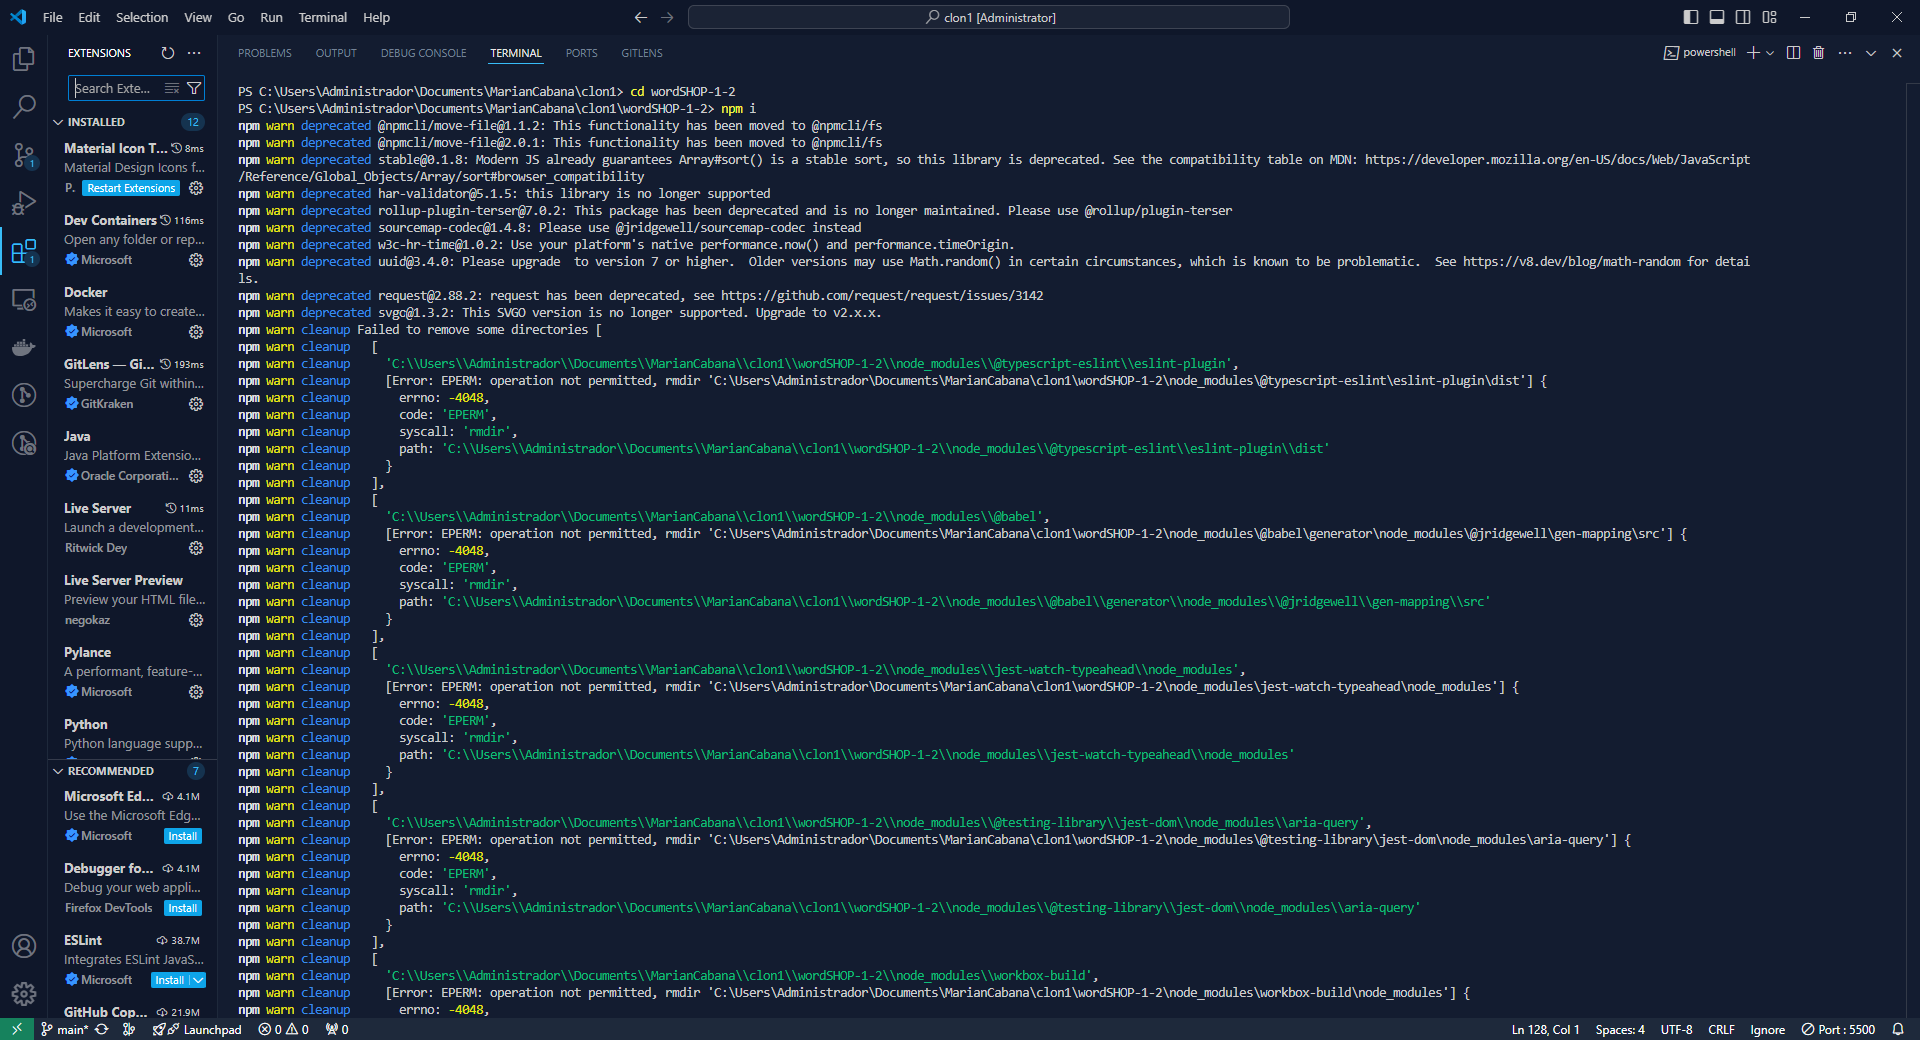 File Edit Selection View Go Run Terminal Help
clon1 [Administrator]
EXTENSIONS
Search Exte...
INSTALLED 12
Material Icon T... 8ms
Material Design Icons f...
P. Restart Extensions
Dev Containers 116ms
Open any folder or rep...
Microsoft
Docker
Makes it easy to create...
Microsoft
GitLens — Gi... 193ms
Supercharge Git within...
GitKraken
Java
Java Platform Extensio...
Oracle Corporati...
Live Server 11ms
Launch a development...
Ritwick Dey
Live Server Preview
Preview your HTML file...
negokaz
Pylance
A performant, feature-...
Microsoft
Python
Python language supp...
RECOMMENDED 7
Microsoft Ed... 4.1M
Use the Microsoft Edg...
Microsoft Install
Debugger fo... 4.1M
Debug your web appli...
Firefox DevTools Install
ESLint 38.7M
Integrates ESLint JavaS...
Microsoft Install
GitHub Cop... 21.9M
1
1
PROBLEMS OUTPUT DEBUG CONSOLE TERMINAL PORTS GITLENS
powershell
PS C:\Users\Administrador\Documents\MarianCabana\clon1> cd wordSHOP-1-2
PS C:\Users\Administrador\Documents\MarianCabana\clon1\wordSHOP-1-2> npm i
npm warn deprecated @npmcli/move-file@1.1.2: This functionality has been moved to @npmcli/fs
npm warn deprecated @npmcli/move-file@2.0.1: This functionality has been moved to @npmcli/fs
npm warn deprecated stable@0.1.8: Modern JS already guarantees Array#sort() is a stable sort, so this library is deprecated. See the compatibility table on MDN: https://developer.mozilla.org/en-US/docs/Web/JavaScript
/Reference/Global_Objects/Array/sort#browser_compatibility
npm warn deprecated har-validator@5.1.5: this library is no longer supported
npm warn deprecated rollup-plugin-terser@7.0.2: This package has been deprecated and is no longer maintained. Please use @rollup/plugin-terser
npm warn deprecated sourcemap-codec@1.4.8: Please use @jridgewell/sourcemap-codec instead
npm warn deprecated w3c-hr-time@1.0.2: Use your platform's native performance.now() and performance.timeOrigin.
npm warn deprecated uuid@3.4.0: Please upgrade  to version 7 or higher.  Older versions may use Math.random() in certain circumstances, which is known to be problematic.  See https://v8.dev/blog/math-random for detai
ls.
npm warn deprecated request@2.88.2: request has been deprecated, see https://github.com/request/request/issues/3142
npm warn deprecated svgo@1.3.2: This SVGO version is no longer supported. Upgrade to v2.x.x.
npm warn cleanup Failed to remove some directories [
npm warn cleanup   [
npm warn cleanup     'C:\\Users\\Administrador\\Documents\\MarianCabana\\clon1\\wordSHOP-1-2\\node_modules\\@typescript-eslint\\eslint-plugin',
npm warn cleanup     [Error: EPERM: operation not permitted, rmdir 'C:\Users\Administrador\Documents\MarianCabana\clon1\wordSHOP-1-2\node_modules\@typescript-eslint\eslint-plugin\dist'] {
npm warn cleanup       errno: -4048,
npm warn cleanup       code: 'EPERM',
npm warn cleanup       syscall: 'rmdir',
npm warn cleanup       path: 'C:\\Users\\Administrador\\Documents\\MarianCabana\\clon1\\wordSHOP-1-2\\node_modules\\@typescript-eslint\\eslint-plugin\\dist'
npm warn cleanup     }
npm warn cleanup   ],
npm warn cleanup   [
npm warn cleanup     'C:\\Users\\Administrador\\Documents\\MarianCabana\\clon1\\wordSHOP-1-2\\node_modules\\@babel',
npm warn cleanup     [Error: EPERM: operation not permitted, rmdir 'C:\Users\Administrador\Documents\MarianCabana\clon1\wordSHOP-1-2\node_modules\@babel\generator\node_modules\@jridgewell\gen-mapping\src'] {
npm warn cleanup       errno: -4048,
npm warn cleanup       code: 'EPERM',
npm warn cleanup       syscall: 'rmdir',
npm warn cleanup       path: 'C:\\Users\\Administrador\\Documents\\MarianCabana\\clon1\\wordSHOP-1-2\\node_modules\\@babel\\generator\\node_modules\\@jridgewell\\gen-mapping\\src'
npm warn cleanup     }
npm warn cleanup   ],
npm warn cleanup   [
npm warn cleanup     'C:\\Users\\Administrador\\Documents\\MarianCabana\\clon1\\wordSHOP-1-2\\node_modules\\jest-watch-typeahead\\node_modules',
npm warn cleanup     [Error: EPERM: operation not permitted, rmdir 'C:\Users\Administrador\Documents\MarianCabana\clon1\wordSHOP-1-2\node_modules\jest-watch-typeahead\node_modules'] {
npm warn cleanup       errno: -4048,
npm warn cleanup       code: 'EPERM',
npm warn cleanup       syscall: 'rmdir',
npm warn cleanup       path: 'C:\\Users\\Administrador\\Documents\\MarianCabana\\clon1\\wordSHOP-1-2\\node_modules\\jest-watch-typeahead\\node_modules'
npm warn cleanup     }
npm warn cleanup   ],
npm warn cleanup   [
npm warn cleanup     'C:\\Users\\Administrador\\Documents\\MarianCabana\\clon1\\wordSHOP-1-2\\node_modules\\@testing-library\\jest-dom\\node_modules\\aria-query',
npm warn cleanup     [Error: EPERM: operation not permitted, rmdir 'C:\Users\Administrador\Documents\MarianCabana\clon1\wordSHOP-1-2\node_modules\@testing-library\jest-dom\node_modules\aria-query'] {
npm warn cleanup       errno: -4048,
npm warn cleanup       code: 'EPERM',
npm warn cleanup       syscall: 'rmdir',
npm warn cleanup       path: 'C:\\Users\\Administrador\\Documents\\MarianCabana\\clon1\\wordSHOP-1-2\\node_modules\\@testing-library\\jest-dom\\node_modules\\aria-query'
npm warn cleanup     }
npm warn cleanup   ],
npm warn cleanup   [
npm warn cleanup     'C:\\Users\\Administrador\\Documents\\MarianCabana\\clon1\\wordSHOP-1-2\\node_modules\\workbox-build',
npm warn cleanup     [Error: EPERM: operation not permitted, rmdir 'C:\Users\Administrador\Documents\MarianCabana\clon1\wordSHOP-1-2\node_modules\workbox-build\node_modules'] {
npm warn cleanup       errno: -4048,
main* Launchpad 0 0 0 Ln 128, Col 1 Spaces: 4 UTF-8 CRLF Ignore Port : 5500